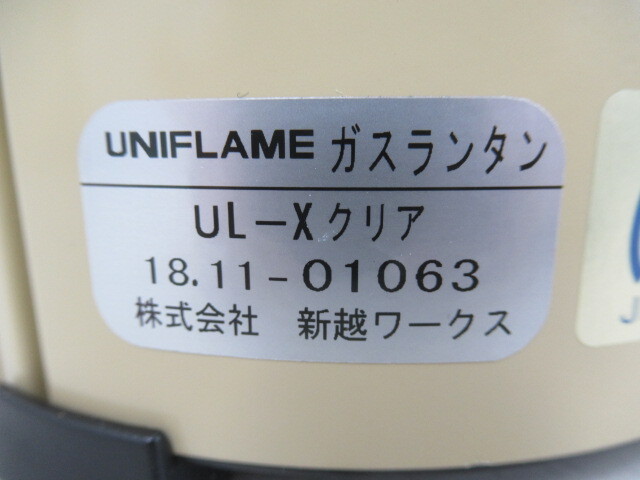 UNIFLAME ガスランタン
UL-Xクリア
18.11-01063
株式会社 新越ワークス
J